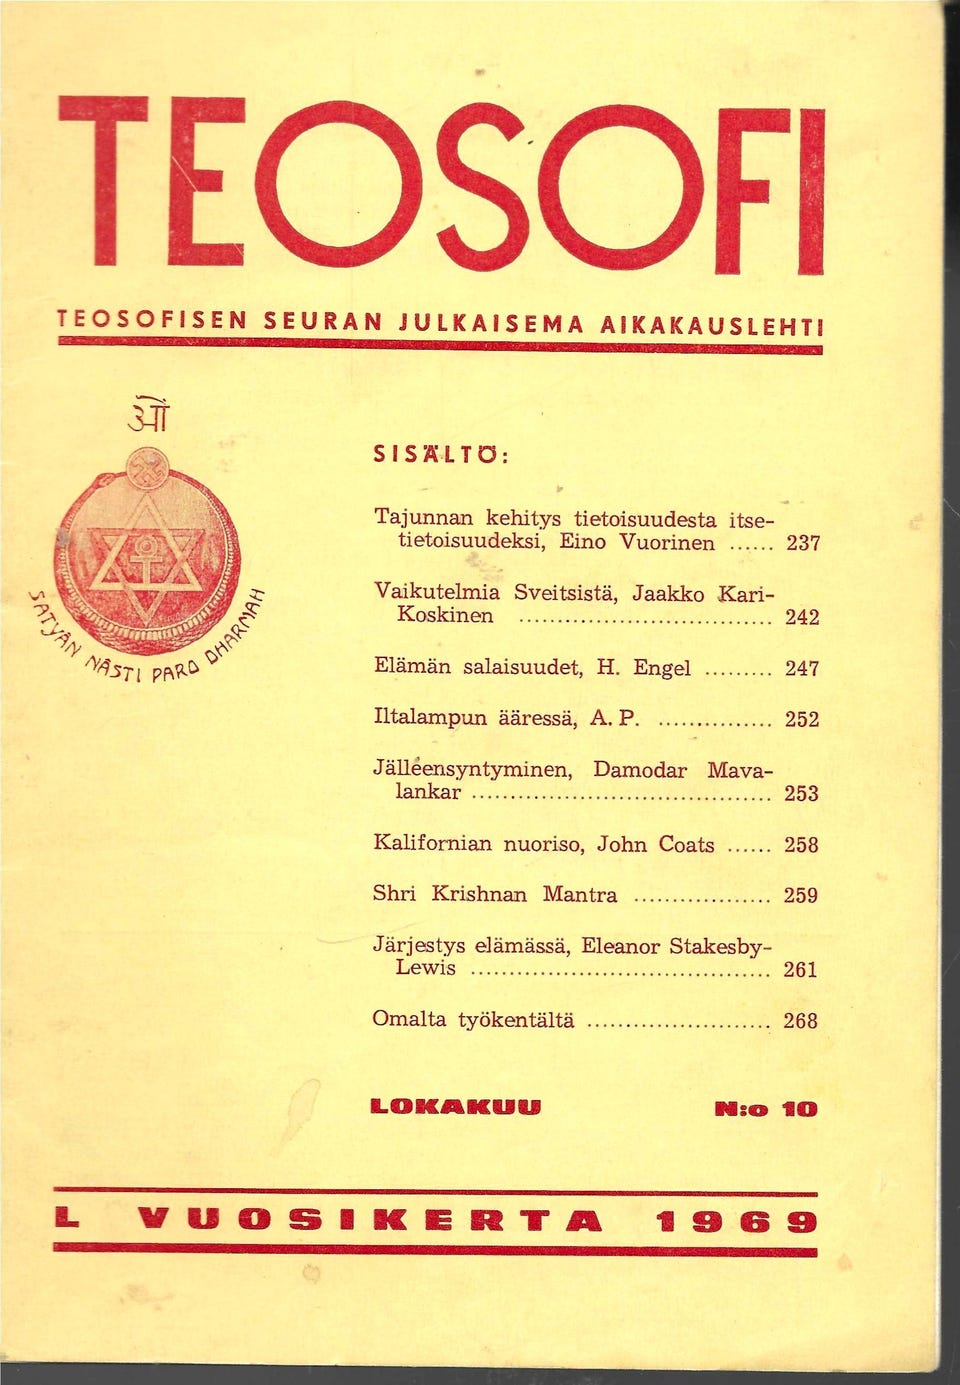 TEOSOFI
TEOSOFISEN SEURAN JULKAISEMA AIKAKAUSLEHTI
ओं
SATYÂN NÂSTI PARO DHARMAH
SISÄLTÖ:
Tajunnan kehitys tietoisuudesta itse-
tietoisuudeksi, Eino Vuorinen ...... 237
Vaikutelmia Sveitsistä, Jaakko Kari-
Koskinen ................................. 242
Elämän salaisuudet, H. Engel ......... 247
Iltalampun ääressä, A. P. ............... 252
Jälleensyntyminen, Damodar Mava-
lankar ....................................... 253
Kalifornian nuoriso, John Coats ...... 258
Shri Krishnan Mantra .................. 259
Järjestys elämässä, Eleanor Stakesby-
Lewis ....................................... 261
Omalta työkentältä ........................ 268
LOKAKUU N:o 10
L VUOSIKERTA 1969